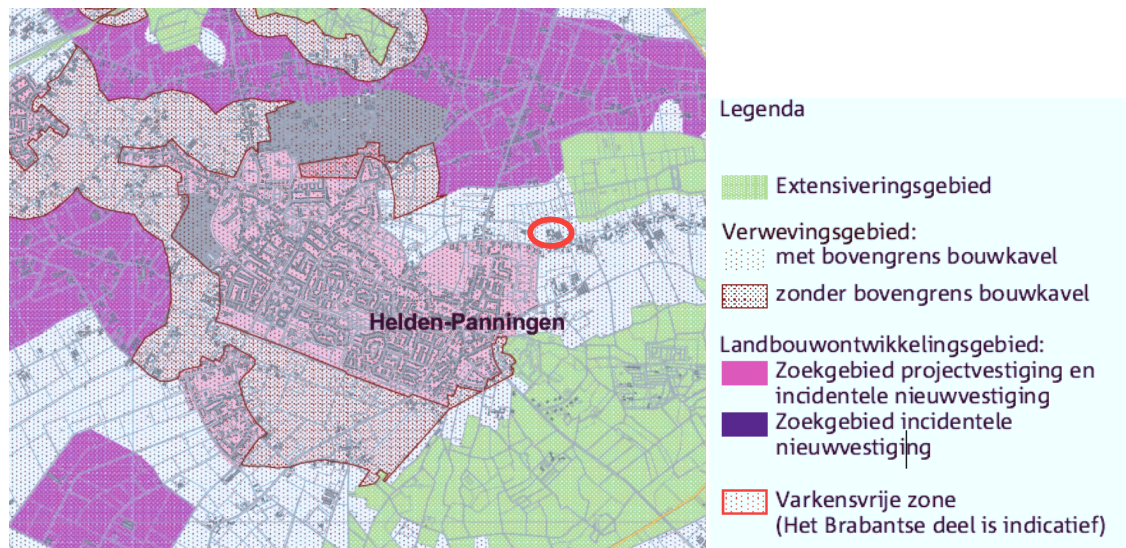 Helden-Panningen
Legenda
Extensiveringsgebied
Verwevingsgebied:
met bovengrens bouwkavel
zonder bovengrens bouwkavel
Landbouwontwikkelingsgebied:
Zoekgebied projectvestiging en
incidentele nieuwvestiging
Zoekgebied incidentele
nieuwvestiging
Varkensvrije zone
(Het Brabantse deel is indicatief)